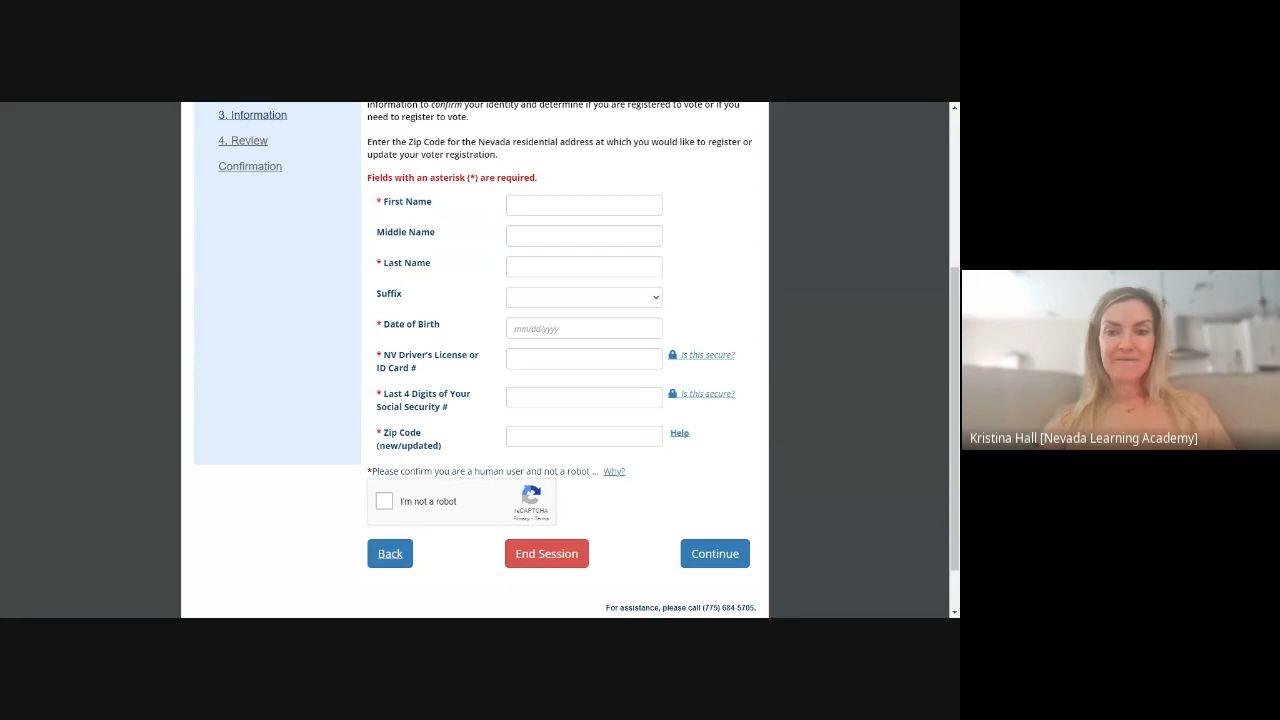 3. Information
4. Review
Confirmation
information to confirm your identity and determine if you are registered to vote or if you
need to register to vote.
Enter the Zip Code for the Nevada residential address at which you would like to register or
update your voter registration.
Fields with an asterisk (*) are required.
* First Name
Middle Name
* Last Name
Suffix
* Date of Birth
mm/dd/yyyy
* NV Driver's License or
ID Card #
Is this secure?
* Last 4 Digits of Your
Social Security #
Is this secure?
* Zip Code
(new/updated)
Help
*Please confirm you are a human user and not a robot ... Why?
I'm not a robot
reCAPTCHA
Privacy - Terms
Back
End Session
Continue
For assistance, please call (775) 684-5705.
Kristina Hall [Nevada Learning Academy]